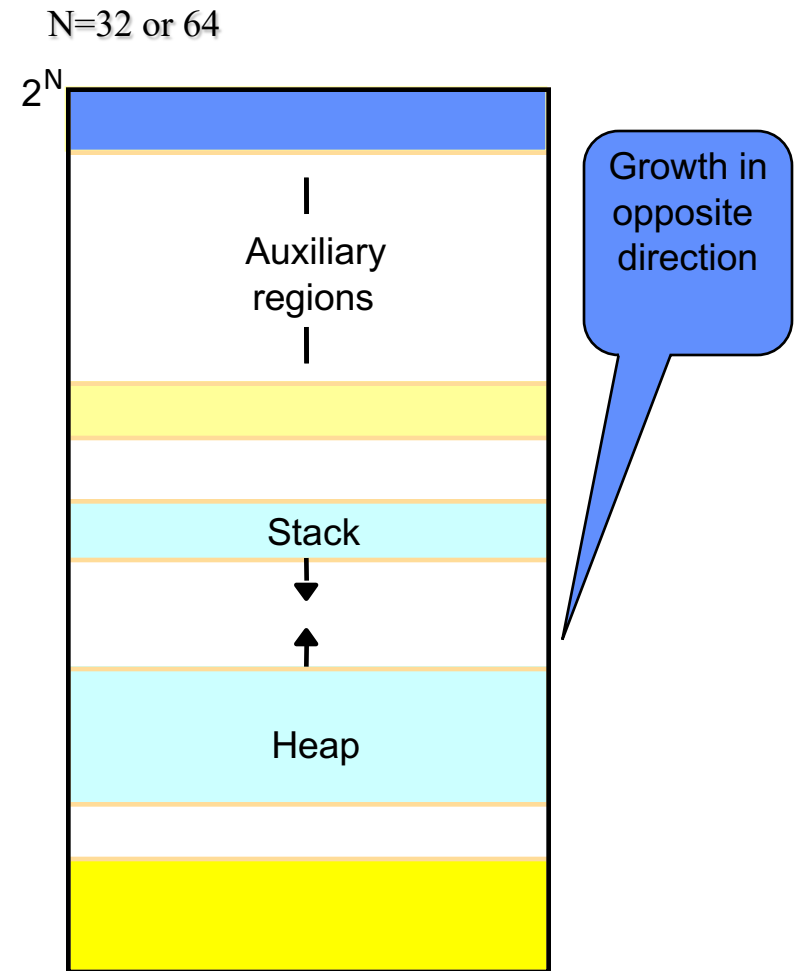 N=32 or 64
2^N
Growth in
opposite
direction
Auxiliary
regions
Stack
Heap